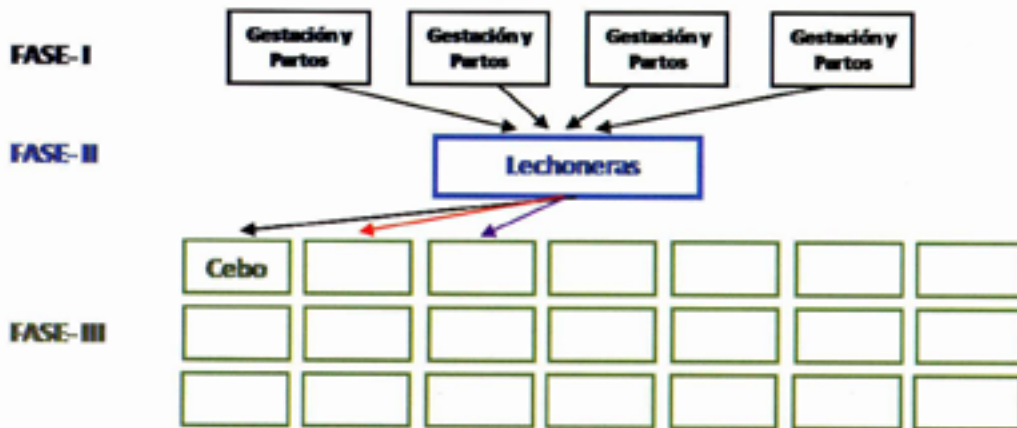 FASE-I
Gestación y
Partos
Gestación y
Partos
Gestación y
Partos
Gestación y
Partos
FASE-II
Lechoneras
Cebo
FASE-III